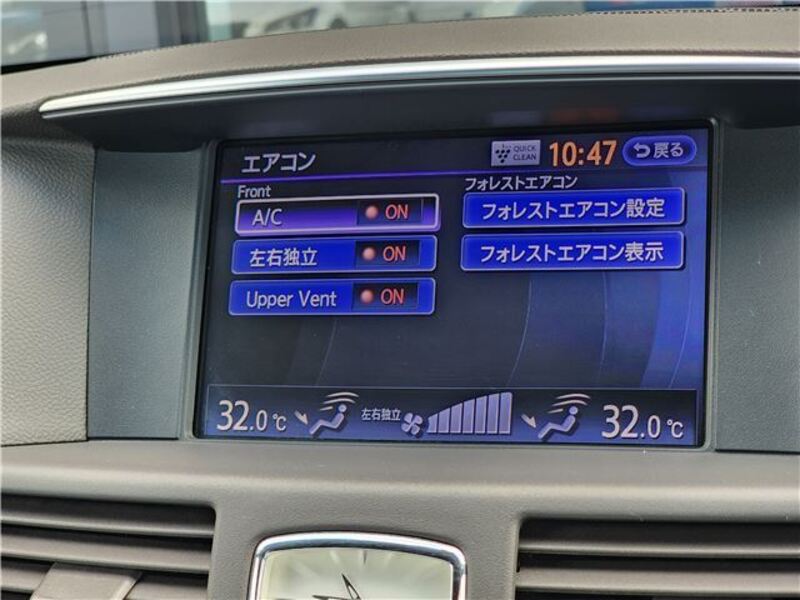 エアコン
QUICK CLEAN
10:47
戻る
Front
フォレストエアコン
A/C ON
フォレストエアコン設定
左右独立 ON
フォレストエアコン表示
Upper Vent ON
32.0℃
左右独立
32.0℃